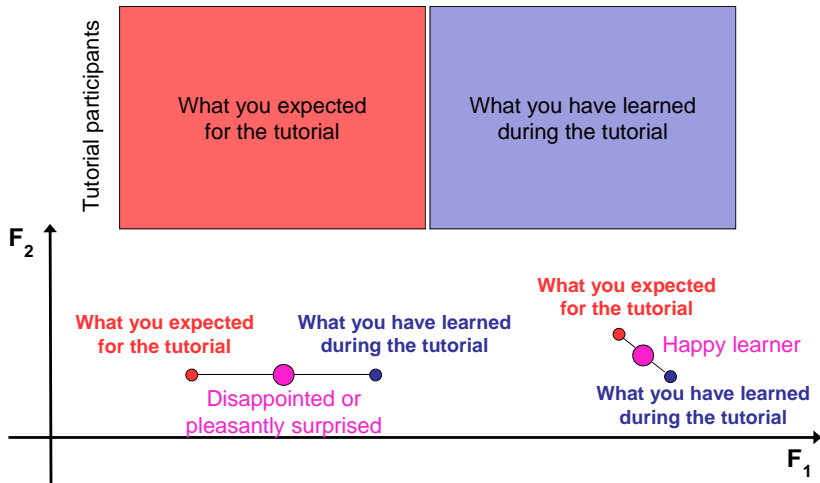 Tutorial participants
What you expected
for the tutorial
What you have learned
during the tutorial
F2
What you expected
for the tutorial
What you have learned
during the tutorial
Disappointed or
pleasantly surprised
What you expected
for the tutorial
Happy learner
What you have learned
during the tutorial
F1